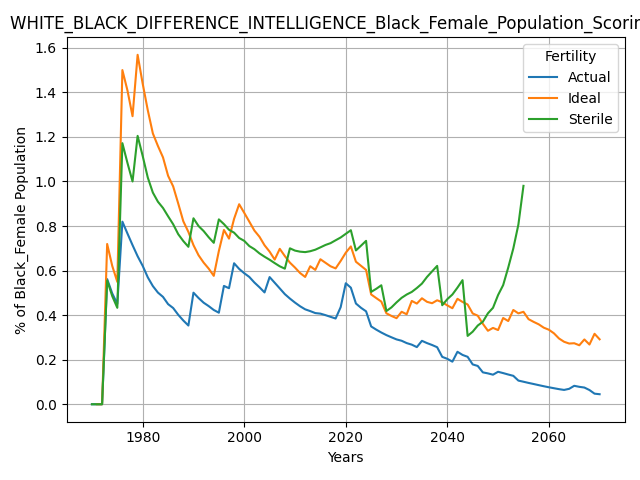 WHITE_BLACK_DIFFERENCE_INTELLIGENCE_Black_Female_Population_Scorin
% of Black_Female Population
1.6
1.4
1.2
1.0
0.8
0.6
0.4
0.2
0.0
Fertility
Actual
Ideal
Sterile
1980 2000 2020 2040 2060
Years